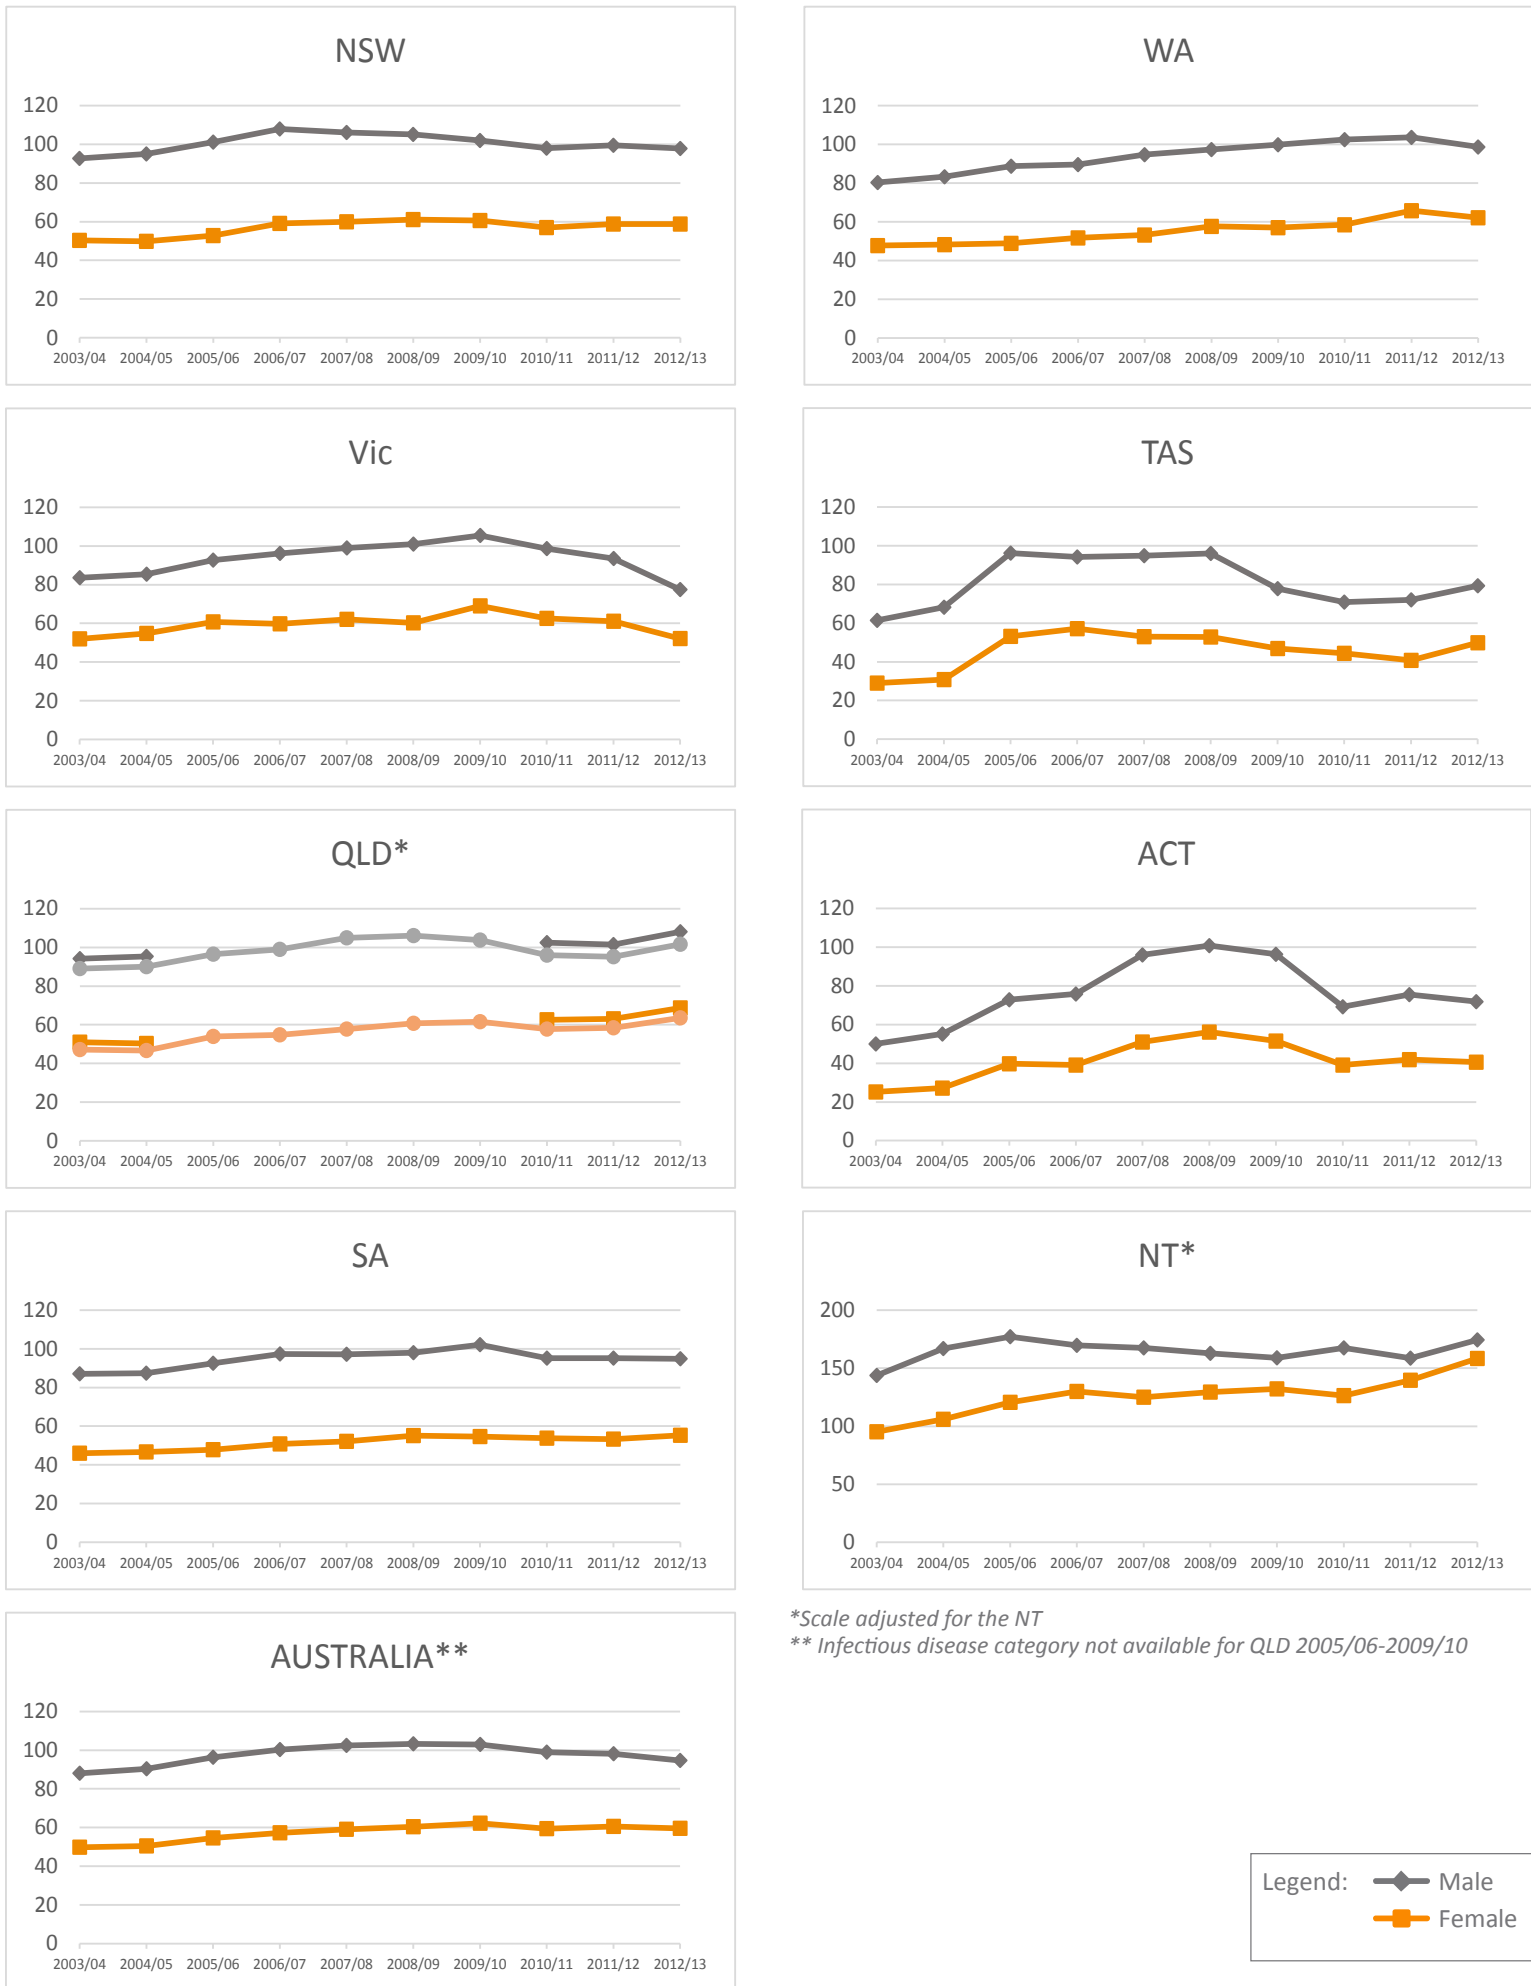 NSW
120
100
80
60
40
20
0
2003/04 2004/05 2005/06 2006/07 2007/08 2008/09 2009/10 2010/11 2011/12 2012/13
WA
120
100
80
60
40
20
0
2003/04 2004/05 2005/06 2006/07 2007/08 2008/09 2009/10 2010/11 2011/12 2012/13
Vic
120
100
80
60
40
20
0
2003/04 2004/05 2005/06 2006/07 2007/08 2008/09 2009/10 2010/11 2011/12 2012/13
TAS
120
100
80
60
40
20
0
2003/04 2004/05 2005/06 2006/07 2007/08 2008/09 2009/10 2010/11 2011/12 2012/13
QLD*
120
100
80
60
40
20
0
2003/04 2004/05 2005/06 2006/07 2007/08 2008/09 2009/10 2010/11 2011/12 2012/13
ACT
120
100
80
60
40
20
0
2003/04 2004/05 2005/06 2006/07 2007/08 2008/09 2009/10 2010/11 2011/12 2012/13
SA
120
100
80
60
40
20
0
2003/04 2004/05 2005/06 2006/07 2007/08 2008/09 2009/10 2010/11 2011/12 2012/13
NT*
200
150
100
50
0
2003/04 2004/05 2005/06 2006/07 2007/08 2008/09 2009/10 2010/11 2011/12 2012/13
*Scale adjusted for the NT
** Infectious disease category not available for QLD 2005/06-2009/10
AUSTRALIA**
120
100
80
60
40
20
0
2003/04 2004/05 2005/06 2006/07 2007/08 2008/09 2009/10 2010/11 2011/12 2012/13
Legend: Male
Female